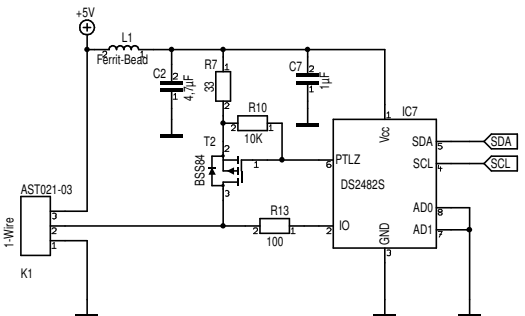 +5V
L1
2 1
Ferrit-Bead
R7
1
33
2
C2
2
1
4,7µF
C7
2
1
1µF
R10
2 1
10K
IC7
1
Vcc
T2
2
BSS84
1
3
6
PTLZ
DS2482S
SDA
5
SDA
SCL
4
SCL
AST021-03
3
2
1
1-Wire
K1
R13
2 1
100
2
IO
GND
3
AD0
8
AD1
7